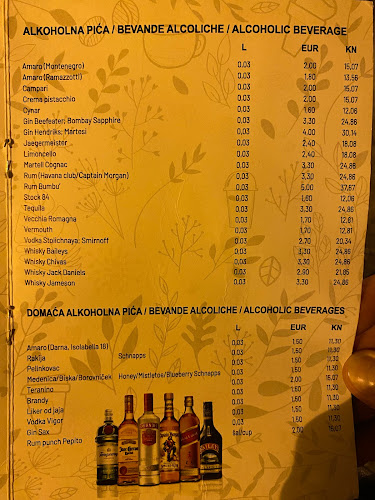 ALKOHOLNA PIĆA / BEVANDE ALCOLICHE / ALCOHOLIC BEVERAGE
L EUR KN
Amaro (Montenegro) 0.03 2,00 15,07
Amaro (Ramazzotti) 0.03 1,80 13,56
Campari 0.03 2,00 15,07
Crema pistacchio 0.03 2,00 15,07
Cynar 0.03 1,60 12,06
Gin Beefeater; Bombay Sapphire 0.03 3,30 24,86
Gin Hendriks; Martesi 0.03 4,00 30,14
Jaegermeister 0.03 2,40 18,08
Limoncello 0.03 2,40 18,08
Martell Cognac 0.03 3,30 24,86
Rum (Havana club/Captain Morgan) 0.03 3,30 24,86
Rum Bumbu' 0.03 5,00 37,67
Stock 84 0.03 1,60 12,06
Tequila 0.03 3,30 24,86
Vecchia Romagna 0.03 1,70 12,81
Vermouth 0.03 1,70 12,81
Vodka Stolichnaya; Smirnoff 0.03 2,70 20,34
Whisky Baileys 0.03 3,30 24,86
Whisky Chivas 0.03 3,30 24,86
Whisky Jack Daniels 0.03 2,90 21,85
Whisky Jameson 0.03 3,30 24,86
DOMAĆA ALKOHOLNA PIĆA / BEVANDE ALCOLICHE / ALCOHOLIC BEVERAGES
L EUR KN
Amaro (Darna, Isolabella 16) 0.03 1,50 11,30
Rakija Schnapps 0.03 1,50 11,30
Pelinkovac 0.03 1,50 11,30
Medenica/Biska/Borovniček Honey/Mistletoe/Blueberry Schnapps 0.03 1,50 11,30
Teranino 0.03 2,00 15,07
Brandy 0.03 1,50 11,30
Liker od jaja 0.03 1,50 11,30
Vodka Vigor 0.03 1,50 11,30
Gin Sax 0.03 1,50 11,30
Rum punch Pepito šal/cup 2,00 15,07